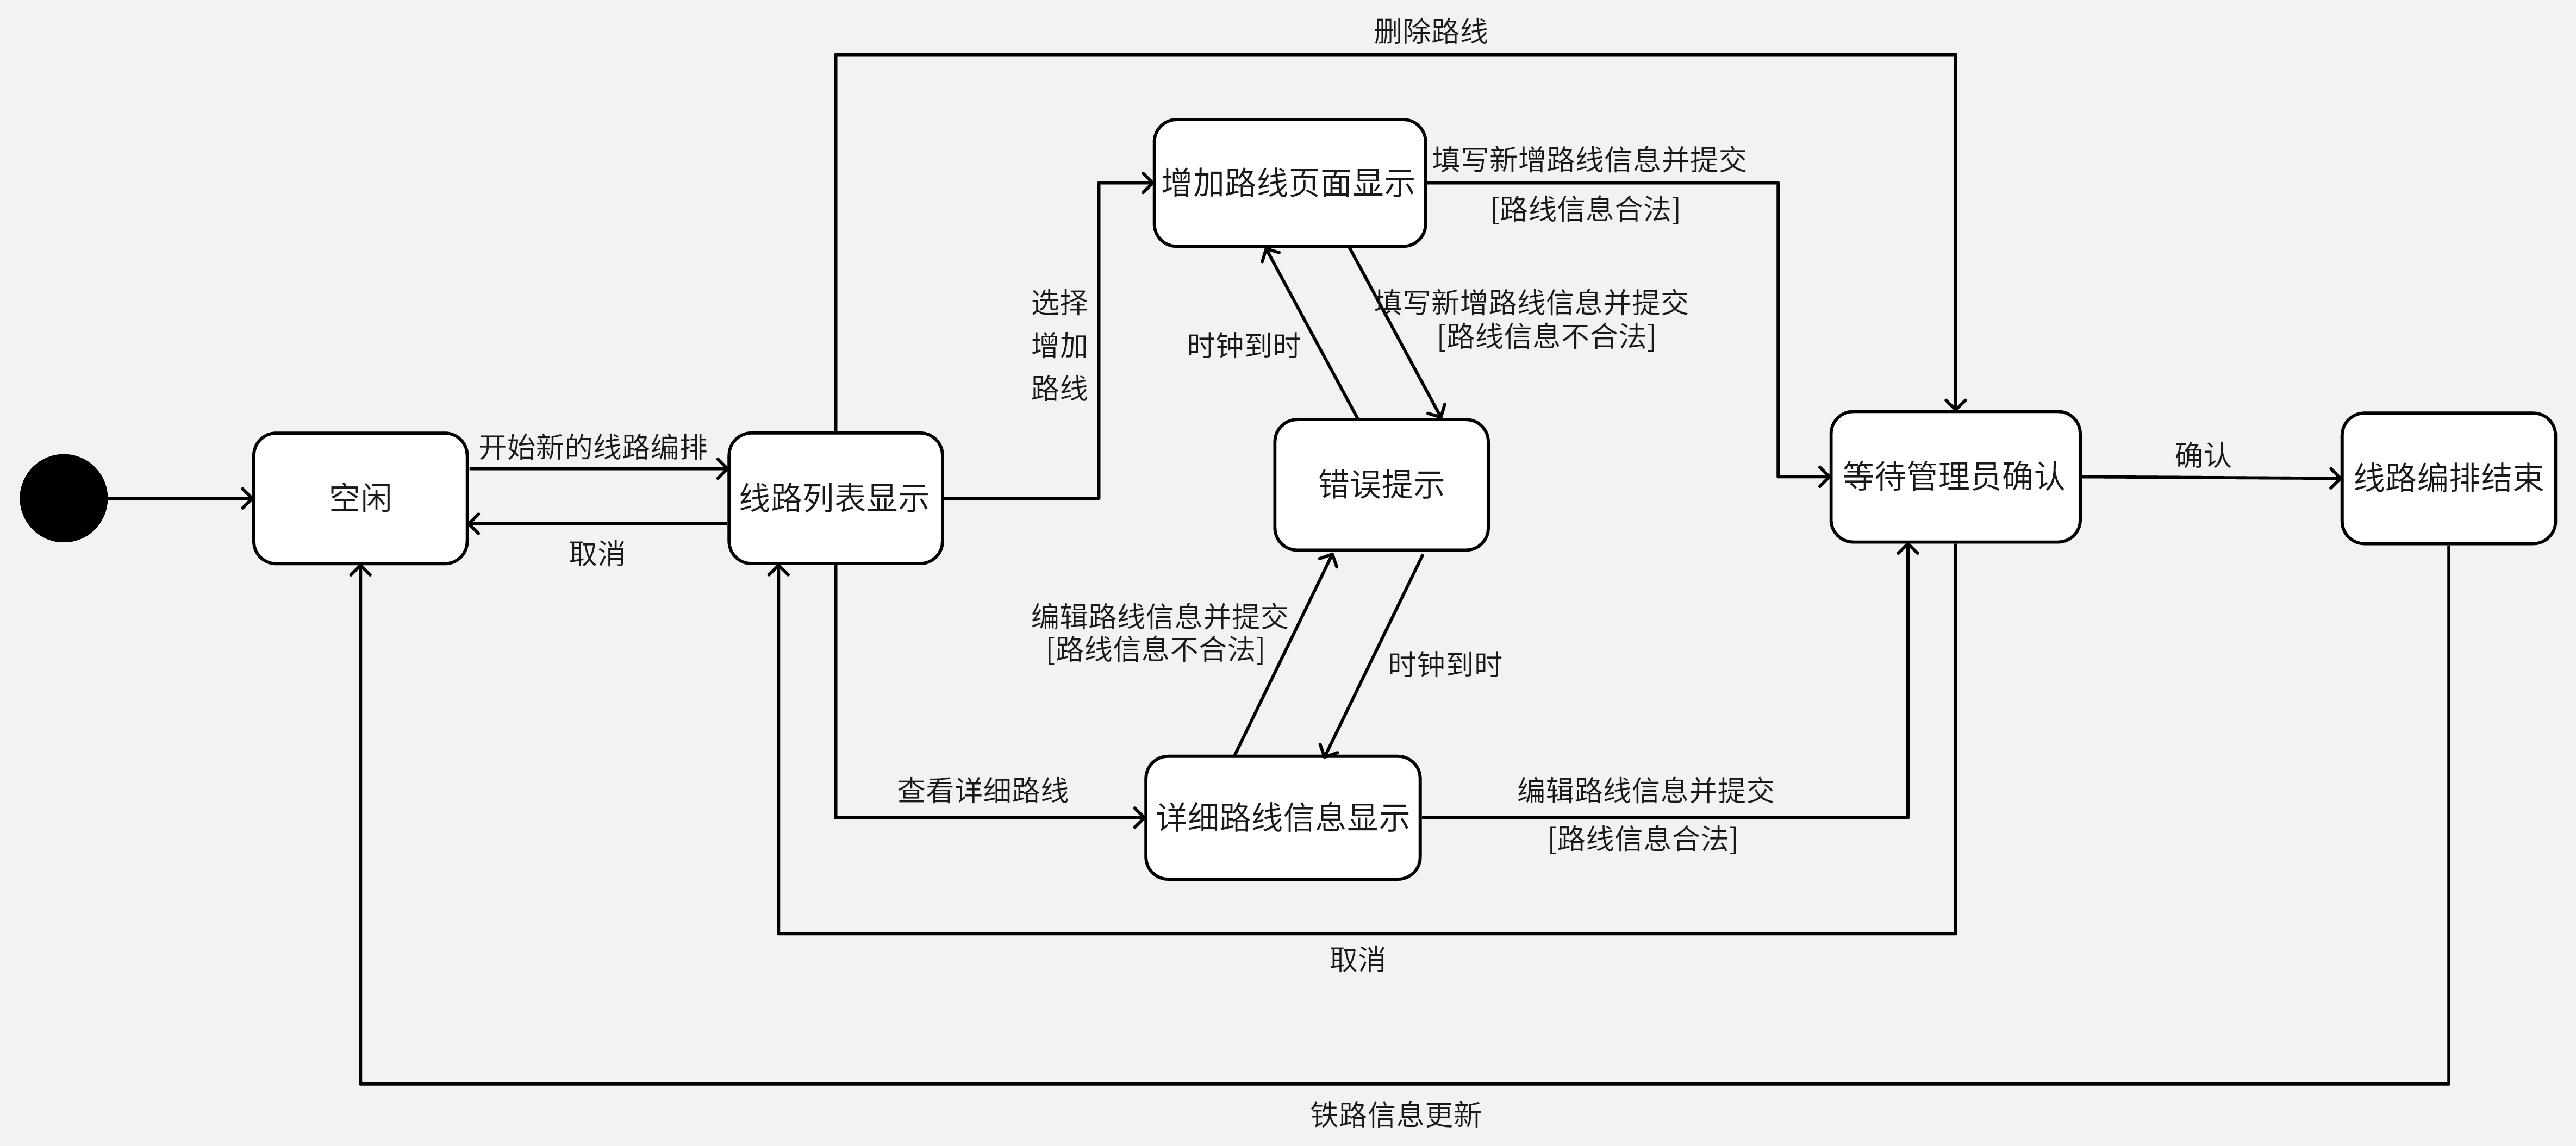 删除路线
增加路线页面显示
填写新增路线信息并提交
[路线信息合法]
选择
增加
路线
时钟到时
填写新增路线信息并提交
[路线信息不合法]
空闲
开始新的线路编排
取消
线路列表显示
错误提示
等待管理员确认
确认
线路编排结束
编辑路线信息并提交
[路线信息不合法]
时钟到时
查看详细路线
详细路线信息显示
编辑路线信息并提交
[路线信息合法]
取消
铁路信息更新